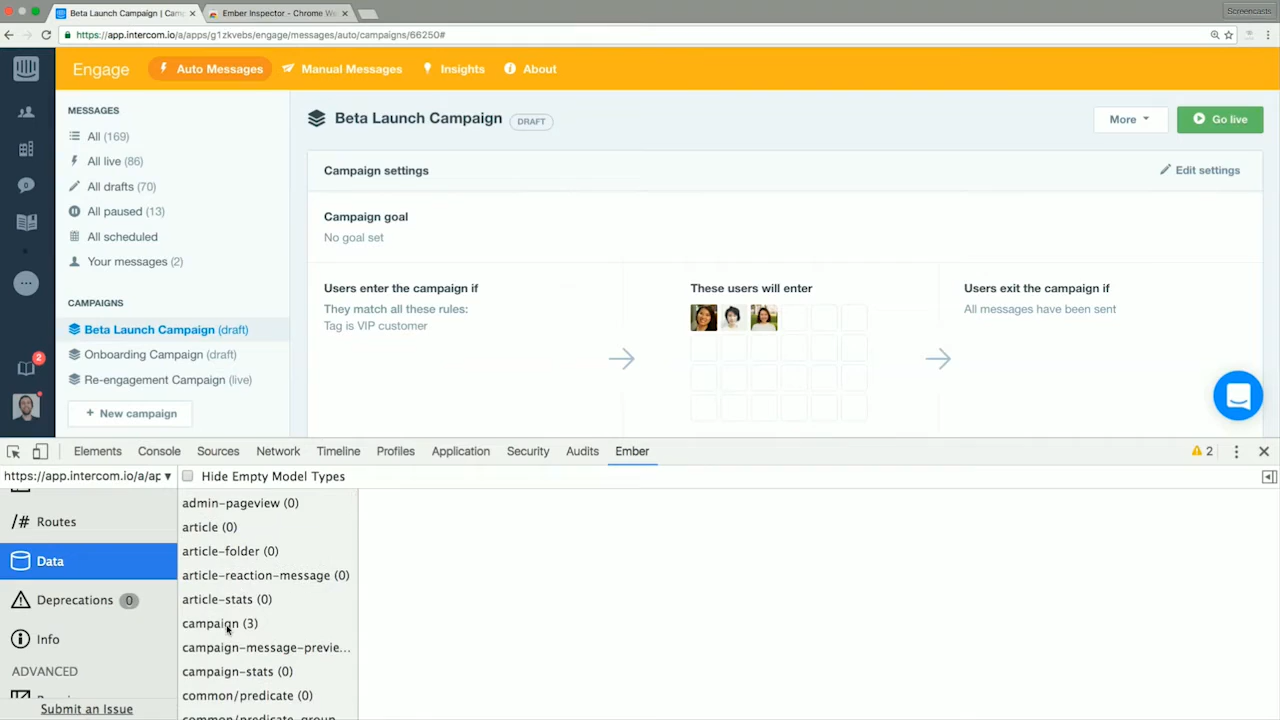 Beta Launch Campaign | Cam
Ember Inspector - Chrome We
Screencasts
https://app.intercom.io/a/apps/g1zkvebs/engage/messages/auto/campaigns/66250#
Engage
Auto Messages
Manual Messages
Insights
About
MESSAGES
All (169)
All live (86)
All drafts (70)
All paused (13)
All scheduled
Your messages (2)
CAMPAIGNS
Beta Launch Campaign (draft)
Onboarding Campaign (draft)
Re-engagement Campaign (live)
+ New campaign
0
2
Beta Launch Campaign DRAFT
More
Go live
Campaign settings
Edit settings
Campaign goal
No goal set
Users enter the campaign if
They match all these rules:
Tag is VIP customer
These users will enter
Users exit the campaign if
All messages have been sent
Elements Console Sources Network Timeline Profiles Application Security Audits Ember
2
https://app.intercom.io/a/ap
Hide Empty Model Types
/# Routes
Data
Deprecations 0
Info
ADVANCED
Submit an Issue
admin-pageview (0)
article (0)
article-folder (0)
article-reaction-message (0)
article-stats (0)
campaign (3)
campaign-message-previe...
campaign-stats (0)
common/predicate (0)
common/predicate-group